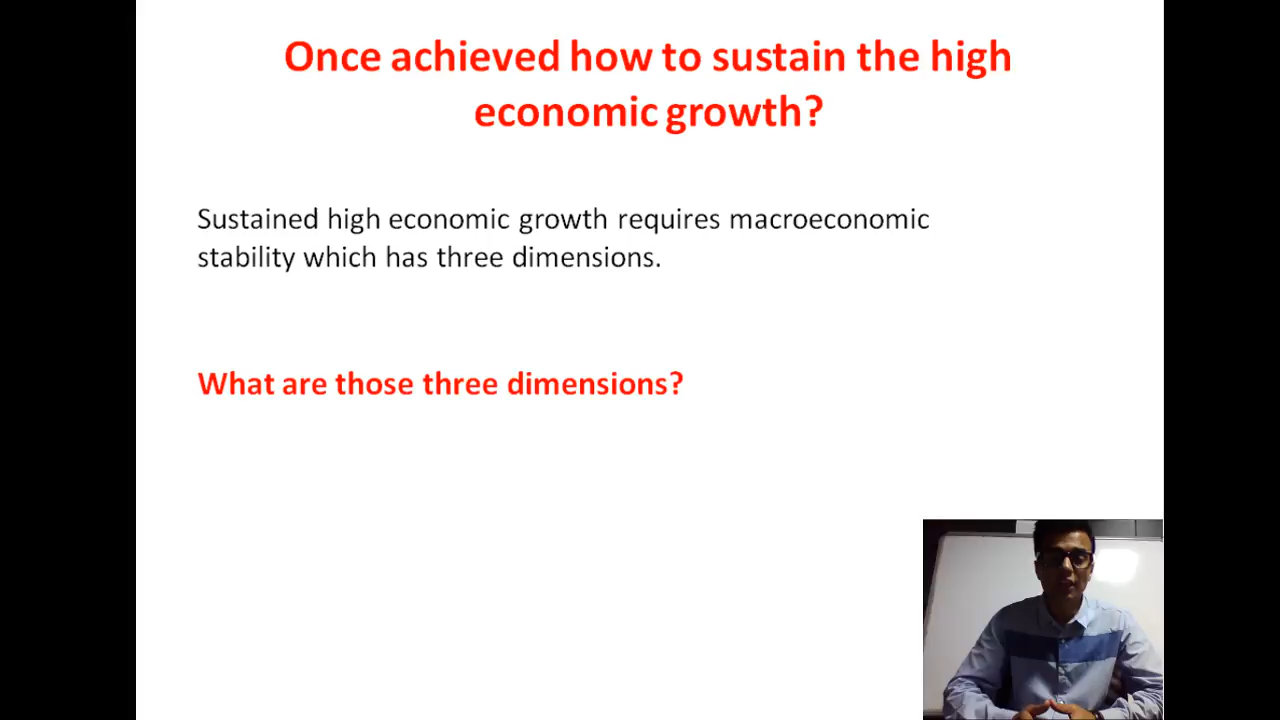 Once achieved how to sustain the high
economic growth?
Sustained high economic growth requires macroeconomic
stability which has three dimensions.
What are those three dimensions?